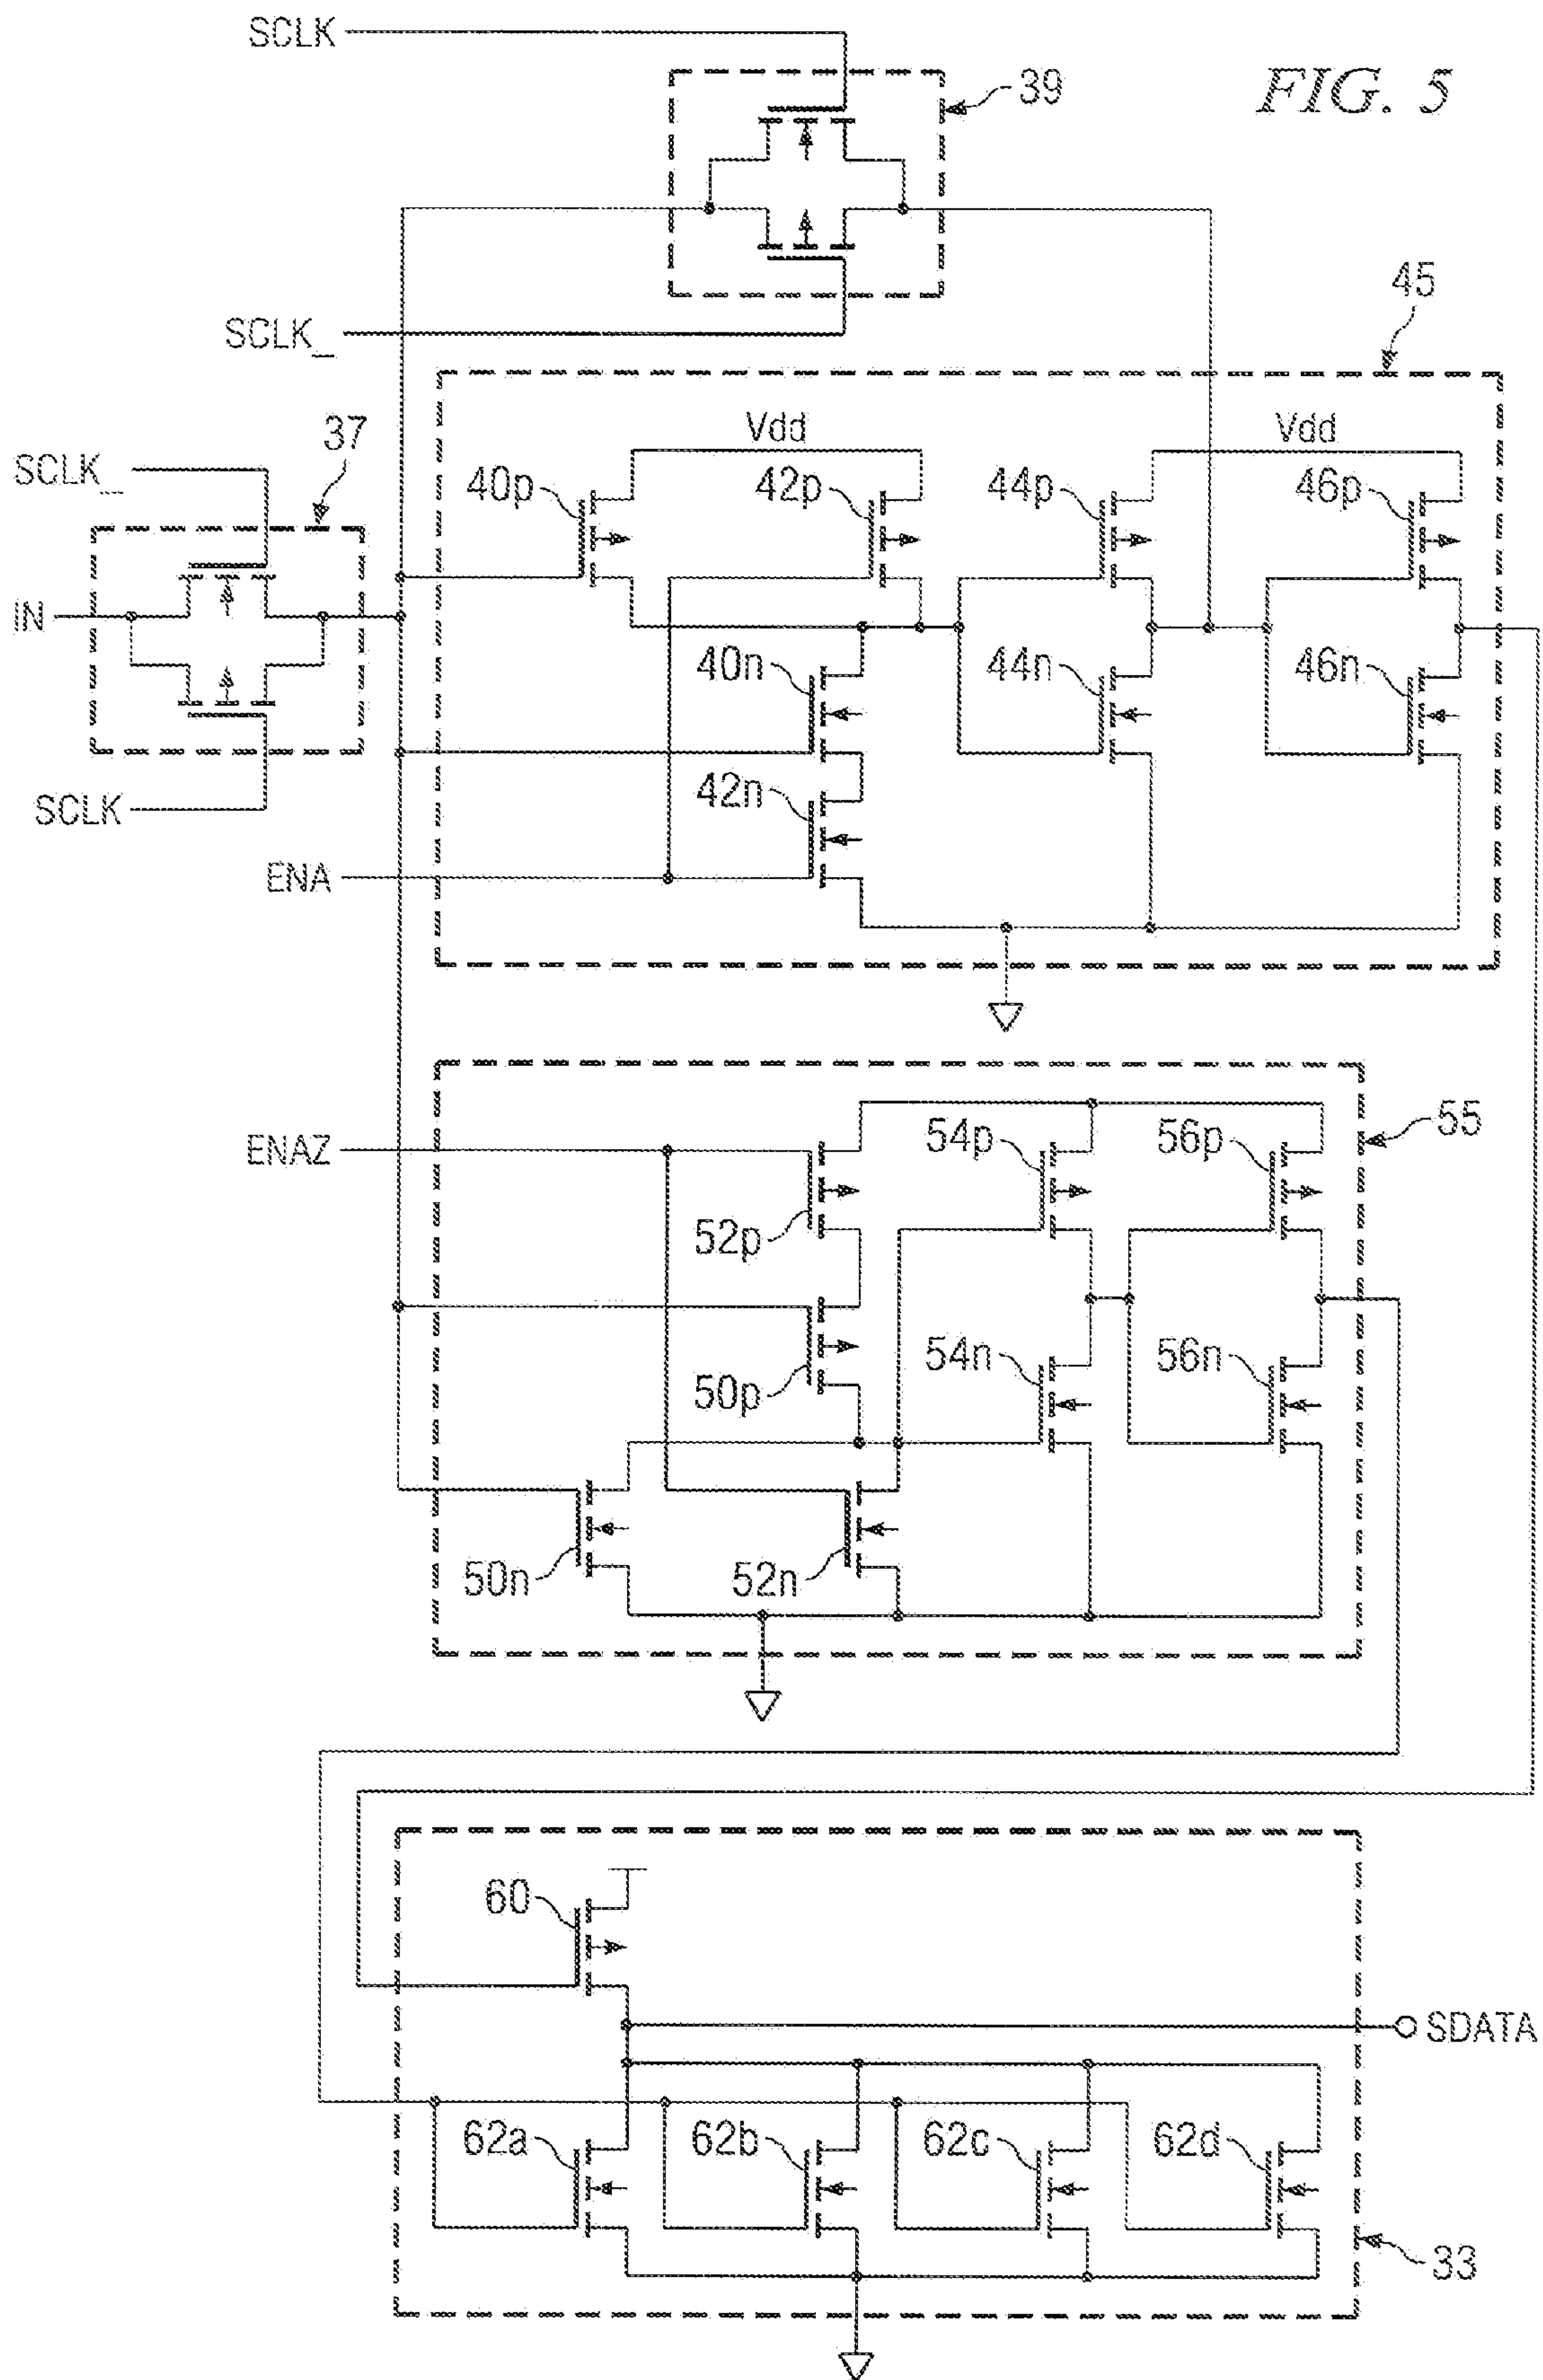 FIG. 5
SCLK
39
SCLK_
45
37
SCLK_
Vdd
Vdd
40p
42p
44p
46p
IN
40n
44n
46n
42n
SCLK
ENA
ENAZ
54p
56p
55
52p
54n
56n
50p
50n
52n
60
SDATA
62a
62b
62c
62d
33